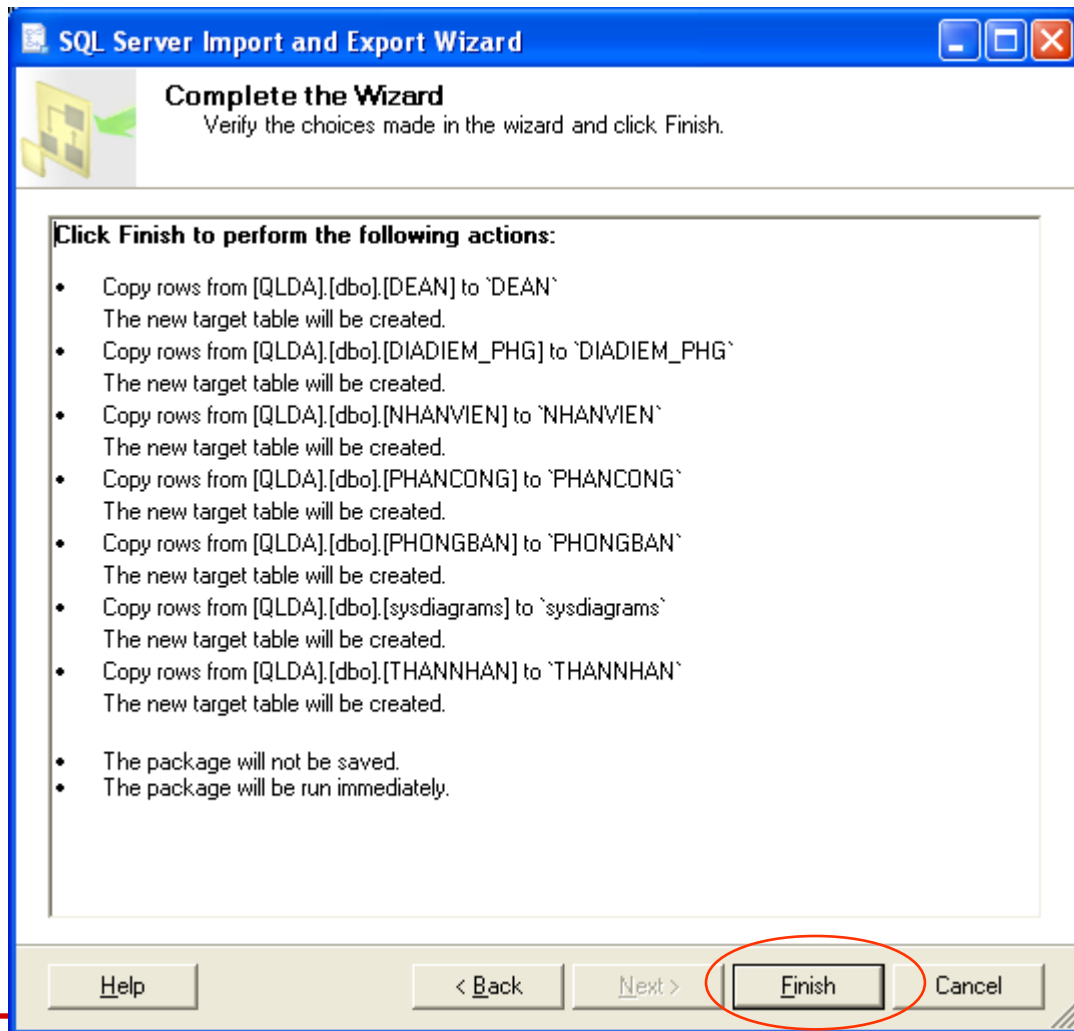 SQL Server Import and Export Wizard
Complete the Wizard
Verify the choices made in the wizard and click Finish.
Click Finish to perform the following actions:
• Copy rows from [QLDA].[dbo].[DEAN] to `DEAN`
The new target table will be created.
• Copy rows from [QLDA].[dbo].[DIADIEM_PHG] to `DIADIEM_PHG`
The new target table will be created.
• Copy rows from [QLDA].[dbo].[NHANVIEN] to `NHANVIEN`
The new target table will be created.
• Copy rows from [QLDA].[dbo].[PHANCONG] to `PHANCONG`
The new target table will be created.
• Copy rows from [QLDA].[dbo].[PHONGBAN] to `PHONGBAN`
The new target table will be created.
• Copy rows from [QLDA].[dbo].[sysdiagrams] to `sysdiagrams`
The new target table will be created.
• Copy rows from [QLDA].[dbo].[THANNHAN] to `THANNHAN`
The new target table will be created.
• The package will not be saved.
• The package will be run immediately.
Help < Back Next > Finish Cancel